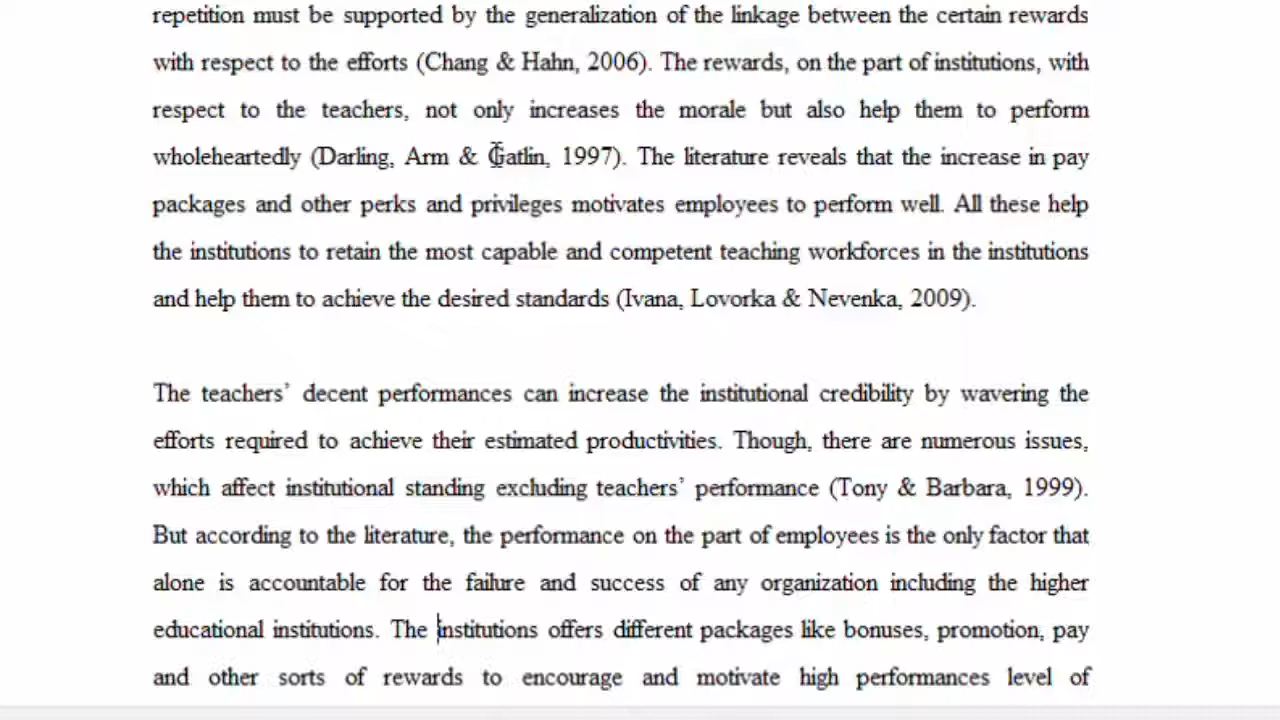 repetition must be supported by the generalization of the linkage between the certain rewards
with respect to the efforts (Chang & Hahn, 2006). The rewards, on the part of institutions, with
respect to the teachers, not only increases the morale but also help them to perform
wholeheartedly (Darling, Arm & Gatlin, 1997). The literature reveals that the increase in pay
packages and other perks and privileges motivates employees to perform well. All these help
the institutions to retain the most capable and competent teaching workforces in the institutions
and help them to achieve the desired standards (Ivana, Lovorka & Nevenka, 2009).
The teachers’ decent performances can increase the institutional credibility by wavering the
efforts required to achieve their estimated productivities. Though, there are numerous issues,
which affect institutional standing excluding teachers’ performance (Tony & Barbara, 1999).
But according to the literature, the performance on the part of employees is the only factor that
alone is accountable for the failure and success of any organization including the higher
educational institutions. The institutions offers different packages like bonuses, promotion, pay
and other sorts of rewards to encourage and motivate high performances level of